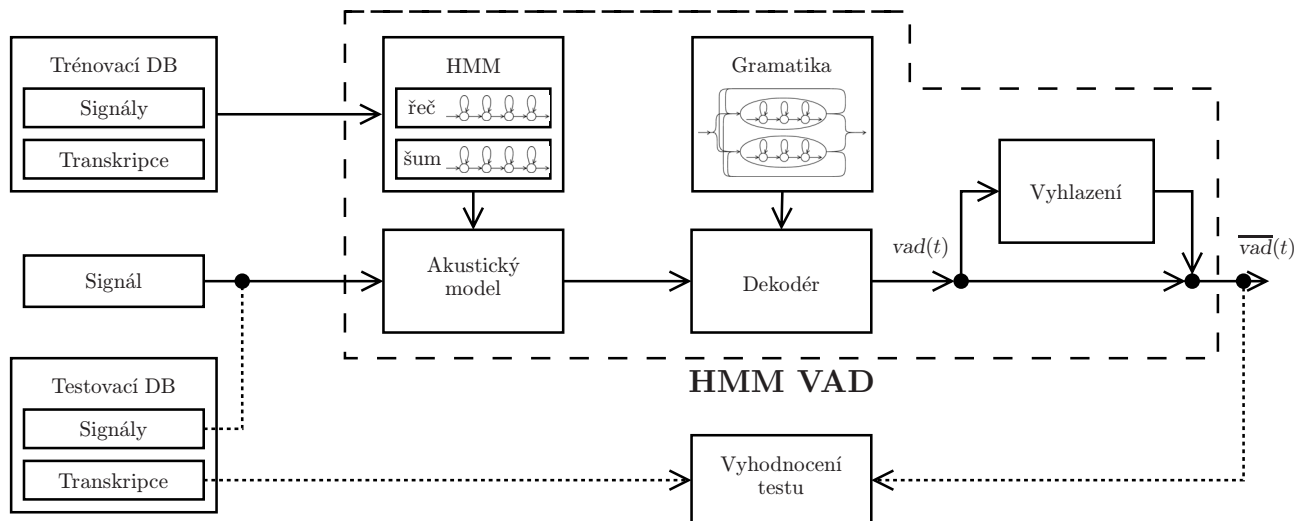 Trénovací DB
Signály
Transkripce
HMM
řeč
šum
Gramatika
Vyhlazení
Signál
Akustický
model
Dekodér
vad(t)
vad(t)
HMM VAD
Testovací DB
Signály
Transkripce
Vyhodnocení
testu